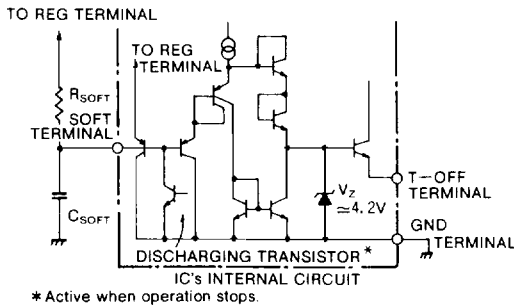 TO REG TERMINAL
TO REG
TERMINAL
RSOFT
SOFT
TERMINAL
CSOFT
VZ
≃4.2V
T-OFF
TERMINAL
GND
TERMINAL
DISCHARGING TRANSISTOR*
IC's INTERNAL CIRCUIT
*Active when operation stops.